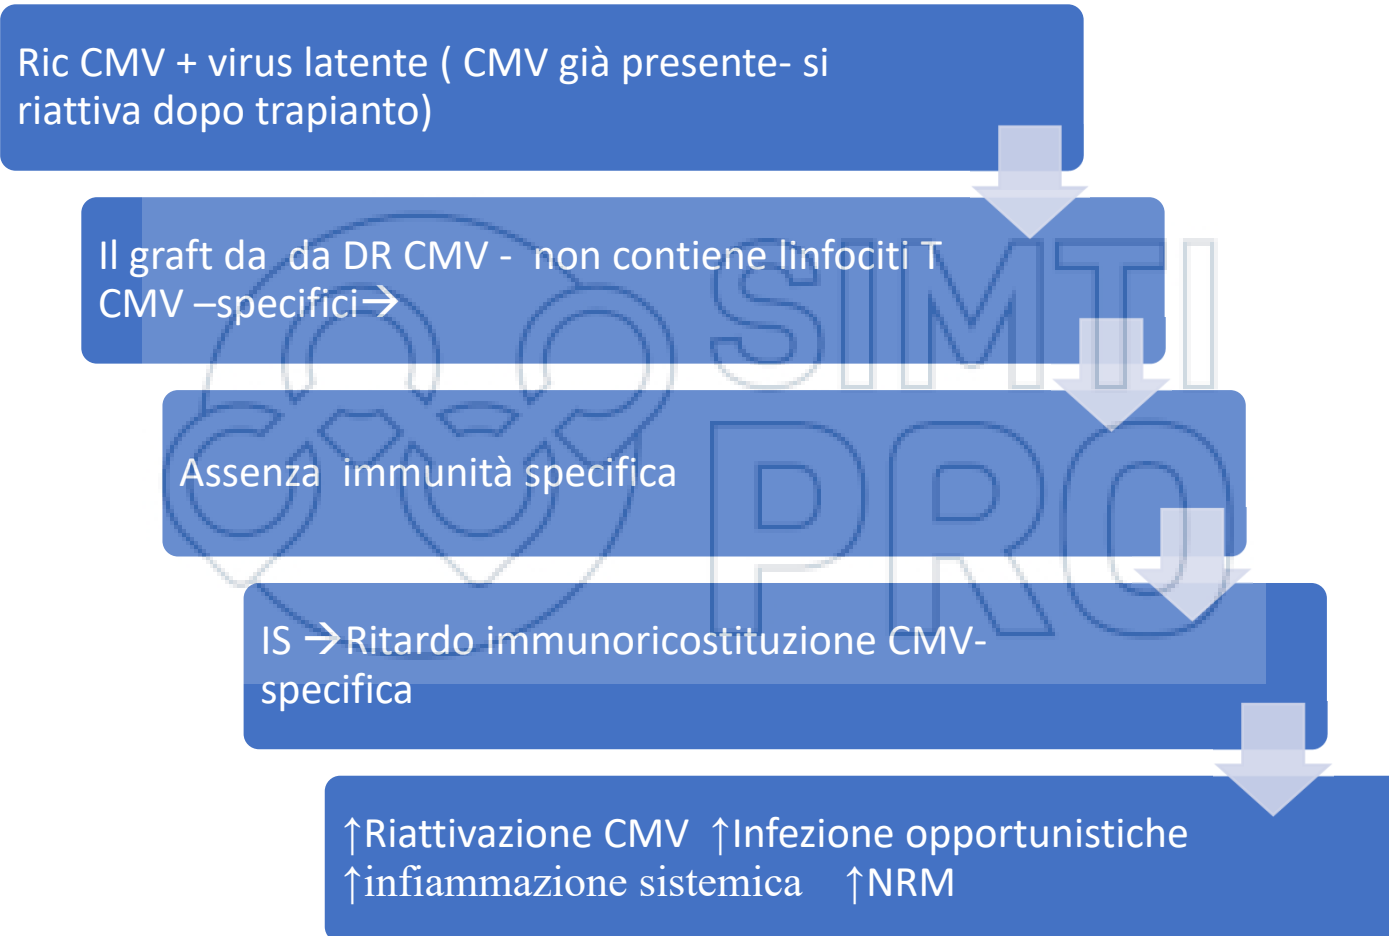 Ric CMV + virus latente ( CMV già presente- si
riattiva dopo trapianto)
Il graft da  da DR CMV -  non contiene linfociti T
CMV –specifici→
Assenza  immunità specifica
IS →Ritardo immunoricostituzione CMV-
specifica
↑Riattivazione CMV  ↑Infezione opportunistiche
↑infiammazione sistemica    ↑NRM
SIMTI
PRO